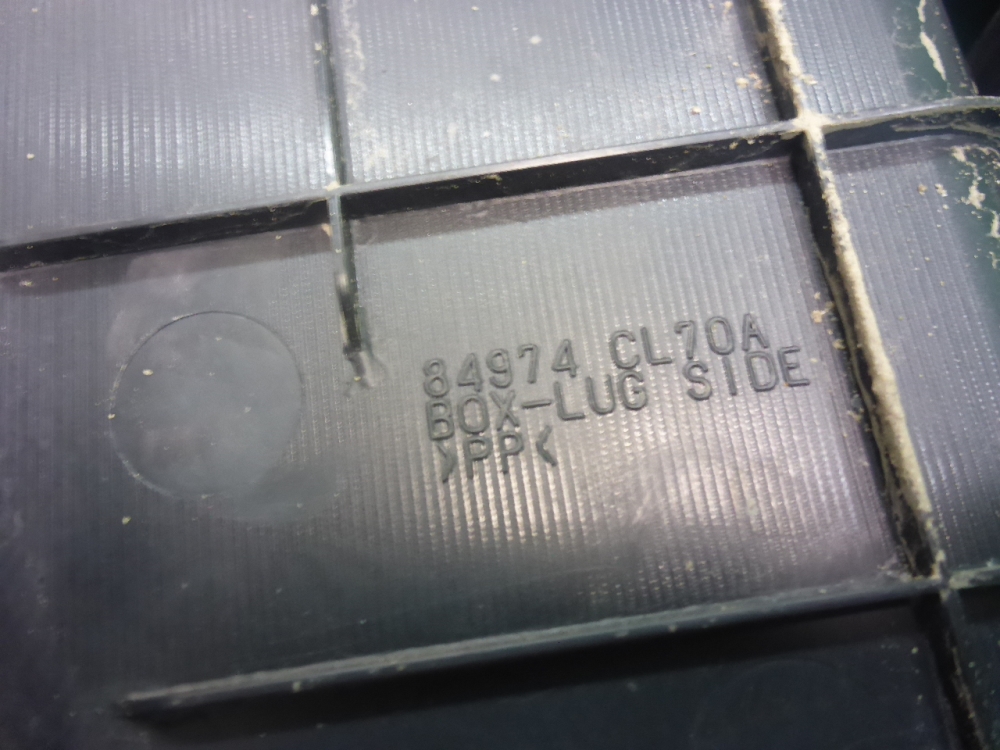 84974 CL70A
BOX-LUG SIDE
>PP<